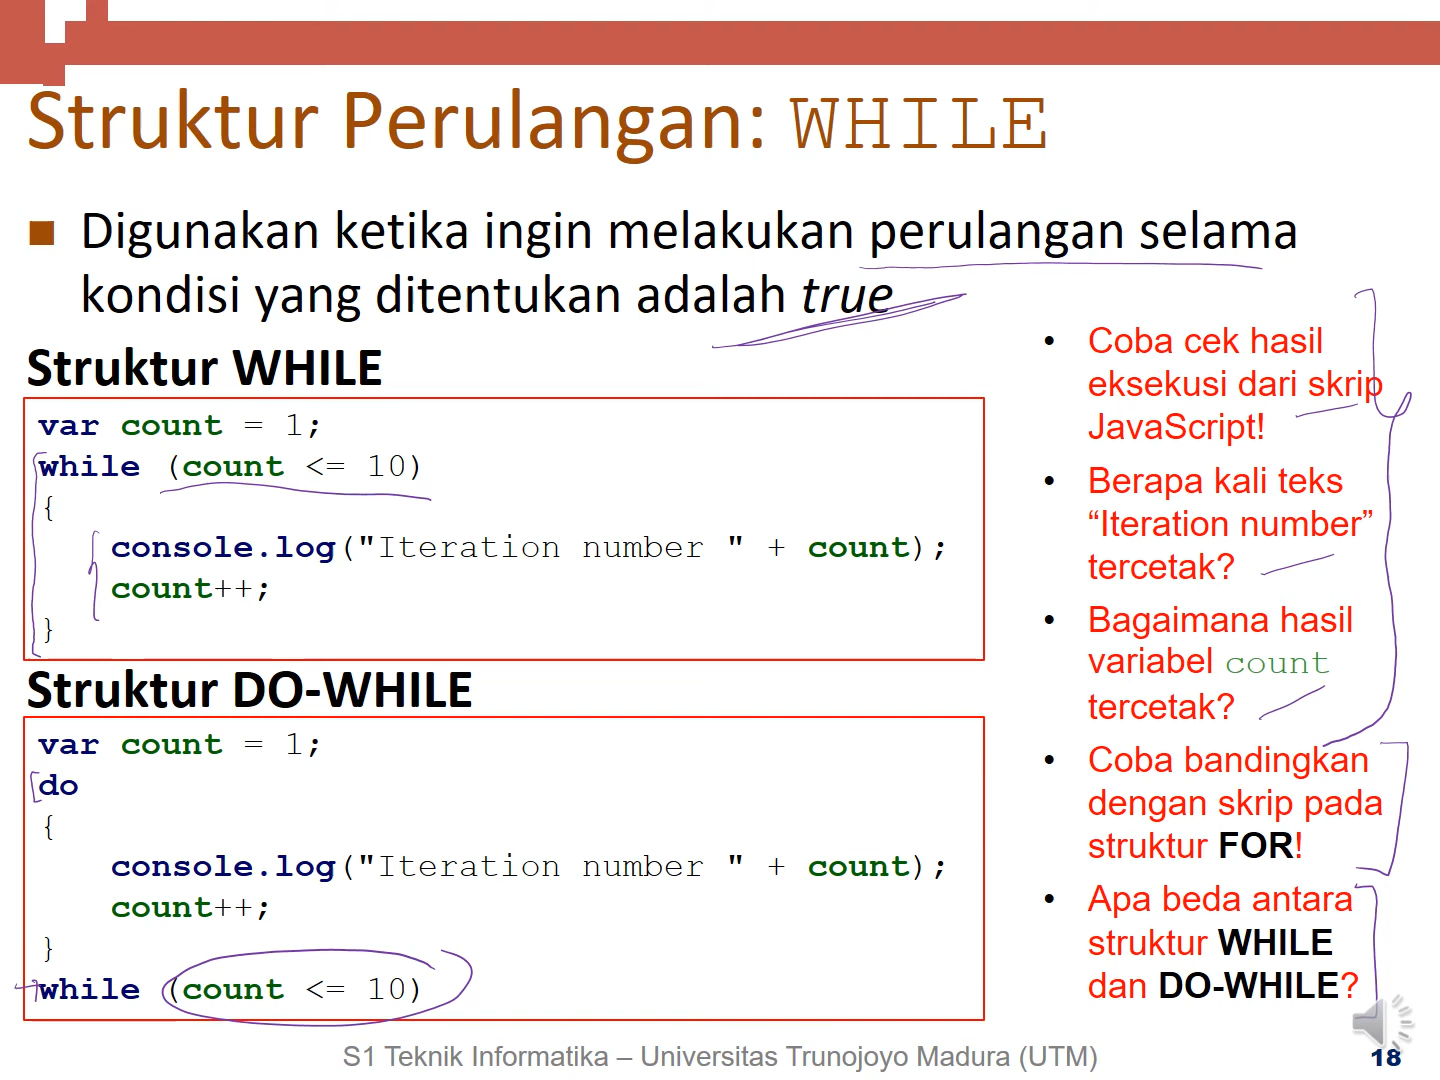 Struktur Perulangan: WHILE
Digunakan ketika ingin melakukan perulangan selama
kondisi yang ditentukan adalah true
Struktur WHILE
var count = 1;
while (count <= 10)
{
console.log("Iteration number " + count);
count++;
}
Struktur DO-WHILE
var count = 1;
do
{
console.log("Iteration number " + count);
count++;
}
while (count <= 10)
• Coba cek hasil
eksekusi dari skrip
JavaScript!
• Berapa kali teks
“Iteration number”
tercetak?
• Bagaimana hasil
variabel count
tercetak?
• Coba bandingkan
dengan skrip pada
struktur FOR!
• Apa beda antara
struktur WHILE
dan DO-WHILE?
S1 Teknik Informatika – Universitas Trunojoyo Madura (UTM)
18